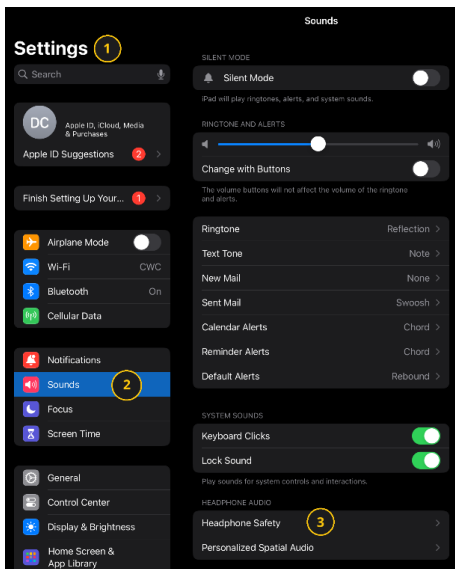 Settings 1
Search
DC
Apple ID, iCloud, Media
& Purchases
Apple ID Suggestions 2
Finish Setting Up Your... 1
Airplane Mode
Wi-Fi CWC
Bluetooth On
Cellular Data
Notifications
Sounds 2
Focus
Screen Time
General
Control Center
Display & Brightness
Home Screen &
App Library
Sounds
SILENT MODE
Silent Mode
iPad will play ringtones, alerts, and system sounds.
RINGTONE AND ALERTS
Change with Buttons
The volume buttons will not affect the volume of the ringtone
and alerts.
Ringtone Reflection
Text Tone Note
New Mail None
Sent Mail Swoosh
Calendar Alerts Chord
Reminder Alerts Chord
Default Alerts Rebound
SYSTEM SOUNDS
Keyboard Clicks
Lock Sound
Play sounds for system controls and interactions.
HEADPHONE AUDIO
Headphone Safety 3
Personalized Spatial Audio